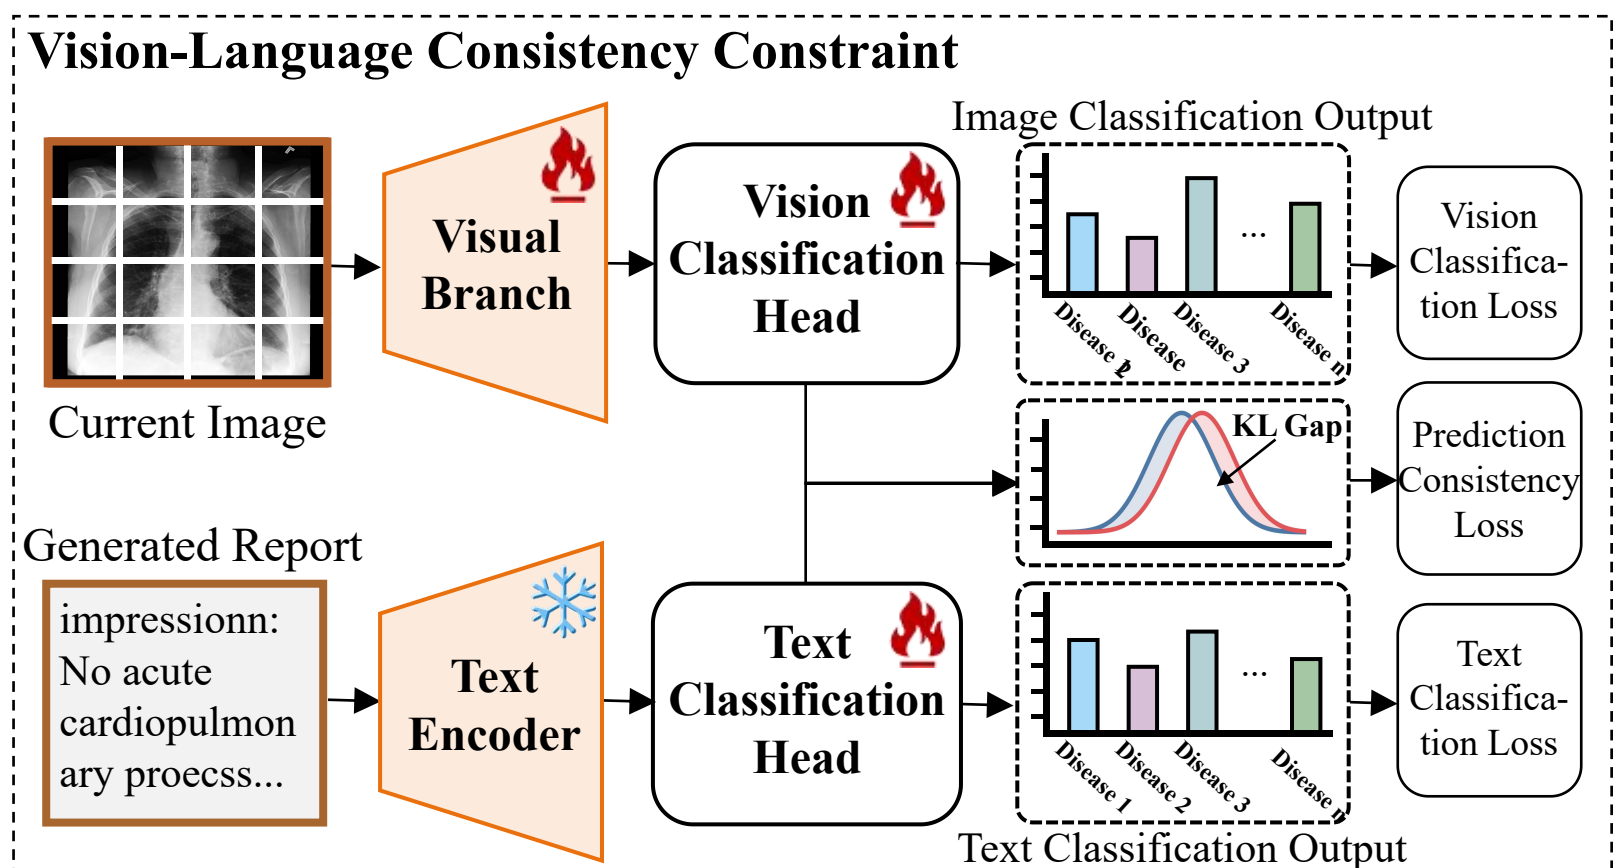 Vision-Language Consistency Constraint
Current Image
Visual
Branch
Vision
Classification
Head
Image Classification Output
Disease 1
Disease 2
Disease 3
...
Disease n
Vision
Classifica-
tion Loss
KL Gap
Prediction
Consistency
Loss
Generated Report
impressionn:
No acute
cardiopulmon
ary proecss...
Text
Encoder
Text
Classification
Head
Disease 1
Disease 2
Disease 3
...
Disease n
Text Classification Output
Text
Classifica-
tion Loss